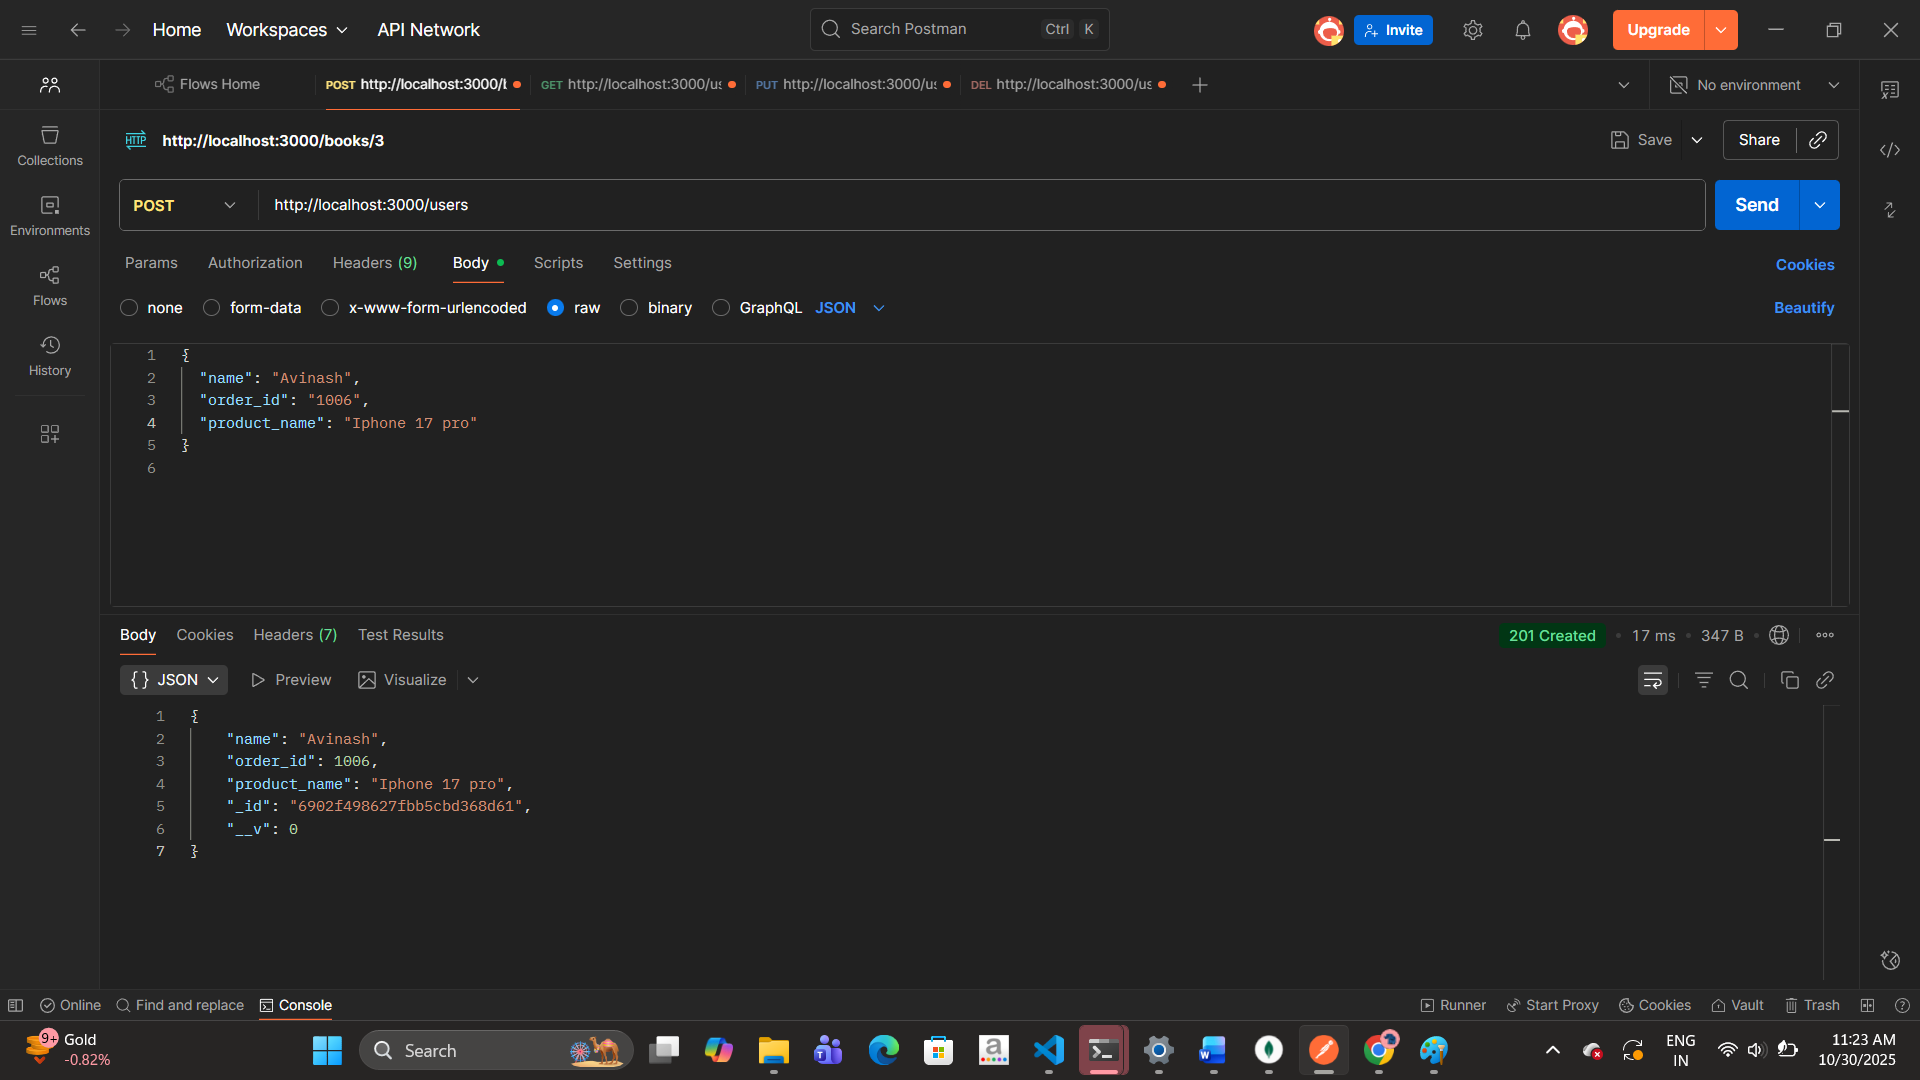 Home
Workspaces
API Network
Search Postman
Ctrl K
Invite
Upgrade
Flows Home
POST http://localhost:3000/
GET http://localhost:3000/us
PUT http://localhost:3000/us
DEL http://localhost:3000/us
No environment
HTTP http://localhost:3000/books/3
Save
Share
Collections
Environments
Flows
History
POST
http://localhost:3000/users
Send
Params
Authorization
Headers (9)
Body
Scripts
Settings
Cookies
none
form-data
x-www-form-urlencoded
raw
binary
GraphQL
JSON
Beautify
1 {
2 "name": "Avinash",
3 "order_id": "1006",
4 "product_name": "Iphone 17 pro"
5 }
6
Body
Cookies
Headers (7)
Test Results
201 Created
17 ms
347 B
{} JSON
Preview
Visualize
1 {
2 "name": "Avinash",
3 "order_id": 1006,
4 "product_name": "Iphone 17 pro",
5 "_id": "6902f498627fbb5cbd368d61",
6 "__v": 0
7 }
Online
Find and replace
Console
Runner
Start Proxy
Cookies
Vault
Trash
9+
Gold
-0.82%
Search
ENG
IN
11:23 AM
10/30/2025